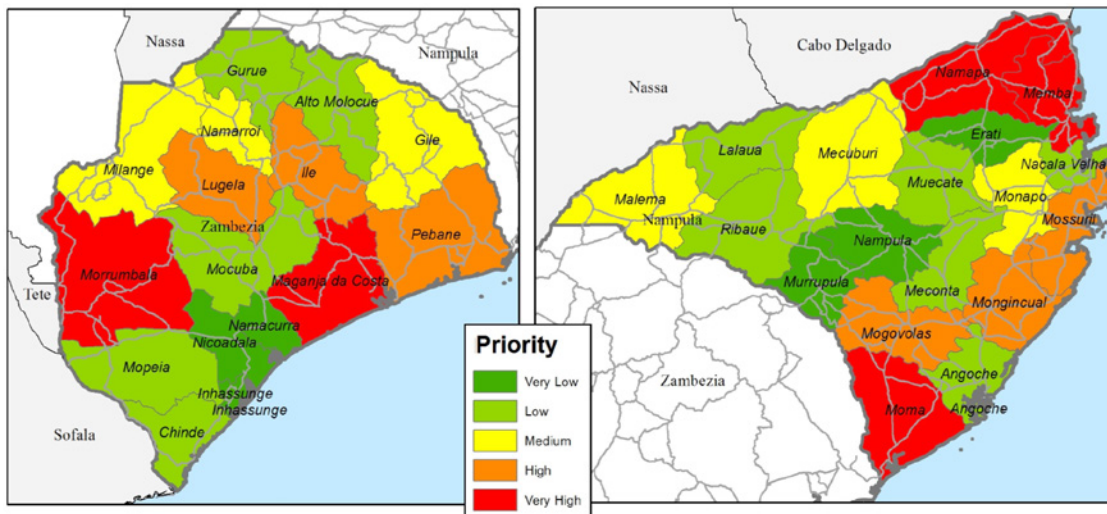 Nassa
Nampula
Gurue
Alto Molocue
Namarroi
Gile
Milange
Lugela
Ile
Zambezia
Pebane
Mocuba
Morrumbala
Maganja da Costa
Tete
Namacurra
Nicoadala
Mopeia
Inhassunge
Inhassunge
Chinde
Sofala
Priority
Very Low
Low
Medium
High
Very High
Cabo Delgado
Nassa
Namapa
Memba
Erati
Lalaua
Mecuburi
Nacala Velha
Muecate
Malema
Monapo
Nampula
Mossuril
Ribaue
Nampula
Murrupula
Meconta
Mongincual
Mogovolas
Zambezia
Angoche
Moma
Angoche